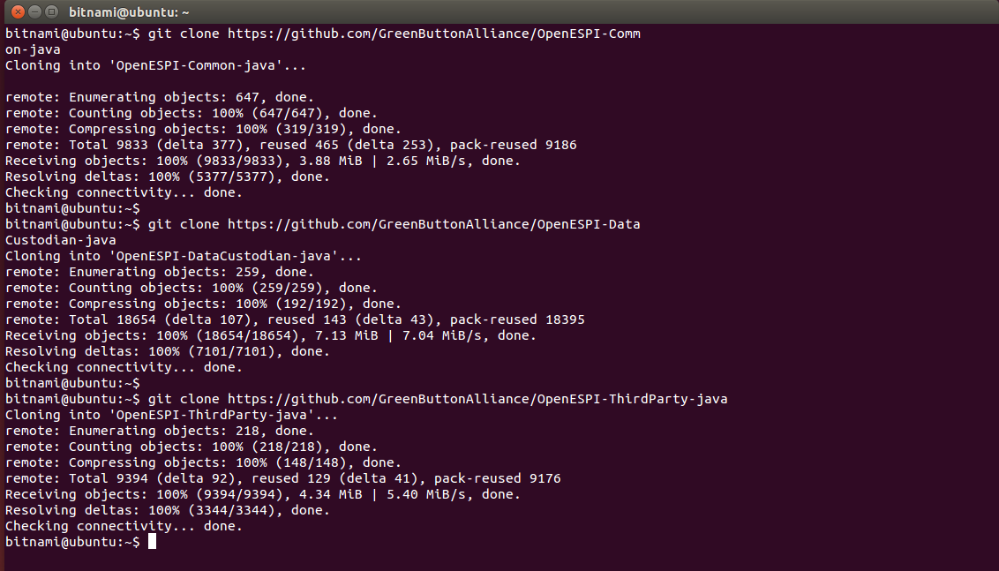 bitnami@ubuntu: ~
bitnami@ubuntu:~$ git clone https://github.com/GreenButtonAlliance/OpenESPI-Comm
on-java
Cloning into 'OpenESPI-Common-java'...
remote: Enumerating objects: 647, done.
remote: Counting objects: 100% (647/647), done.
remote: Compressing objects: 100% (319/319), done.
remote: Total 9833 (delta 377), reused 465 (delta 253), pack-reused 9186
Receiving objects: 100% (9833/9833), 3.88 MiB | 2.65 MiB/s, done.
Resolving deltas: 100% (5377/5377), done.
Checking connectivity... done.
bitnami@ubuntu:~$
bitnami@ubuntu:~$ git clone https://github.com/GreenButtonAlliance/OpenESPI-Data
Custodian-java
Cloning into 'OpenESPI-DataCustodian-java'...
remote: Enumerating objects: 259, done.
remote: Counting objects: 100% (259/259), done.
remote: Compressing objects: 100% (192/192), done.
remote: Total 18654 (delta 107), reused 143 (delta 43), pack-reused 18395
Receiving objects: 100% (18654/18654), 7.13 MiB | 7.04 MiB/s, done.
Resolving deltas: 100% (7101/7101), done.
Checking connectivity... done.
bitnami@ubuntu:~$
bitnami@ubuntu:~$ git clone https://github.com/GreenButtonAlliance/OpenESPI-ThirdParty-java
Cloning into 'OpenESPI-ThirdParty-java'...
remote: Enumerating objects: 218, done.
remote: Counting objects: 100% (218/218), done.
remote: Compressing objects: 100% (148/148), done.
remote: Total 9394 (delta 92), reused 129 (delta 41), pack-reused 9176
Receiving objects: 100% (9394/9394), 4.34 MiB | 5.40 MiB/s, done.
Resolving deltas: 100% (3344/3344), done.
Checking connectivity... done.
bitnami@ubuntu:~$